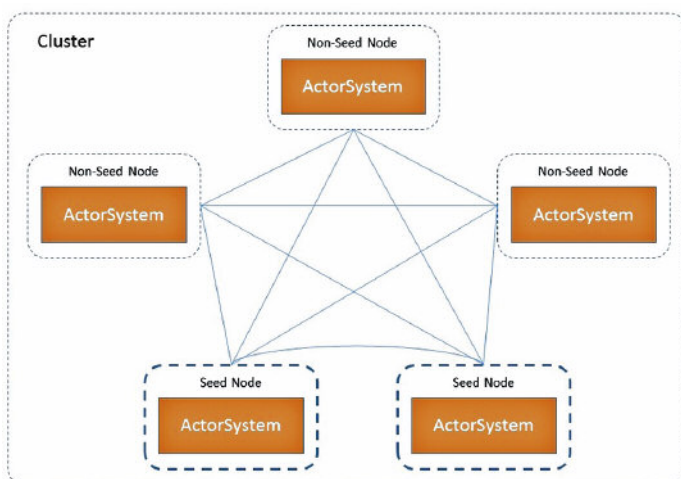 Cluster
Non-Seed Node
ActorSystem
Non-Seed Node
ActorSystem
Non-Seed Node
ActorSystem
Seed Node
ActorSystem
Seed Node
ActorSystem